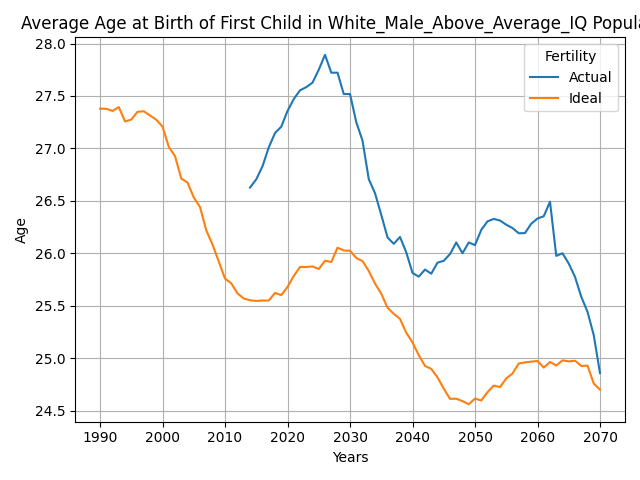 Average Age at Birth of First Child in White_Male_Above_Average_IQ Popula
28.0
27.5
27.0
26.5
26.0
25.5
25.0
24.5
Age
Fertility
Actual
Ideal
1990 2000 2010 2020 2030 2040 2050 2060 2070
Years